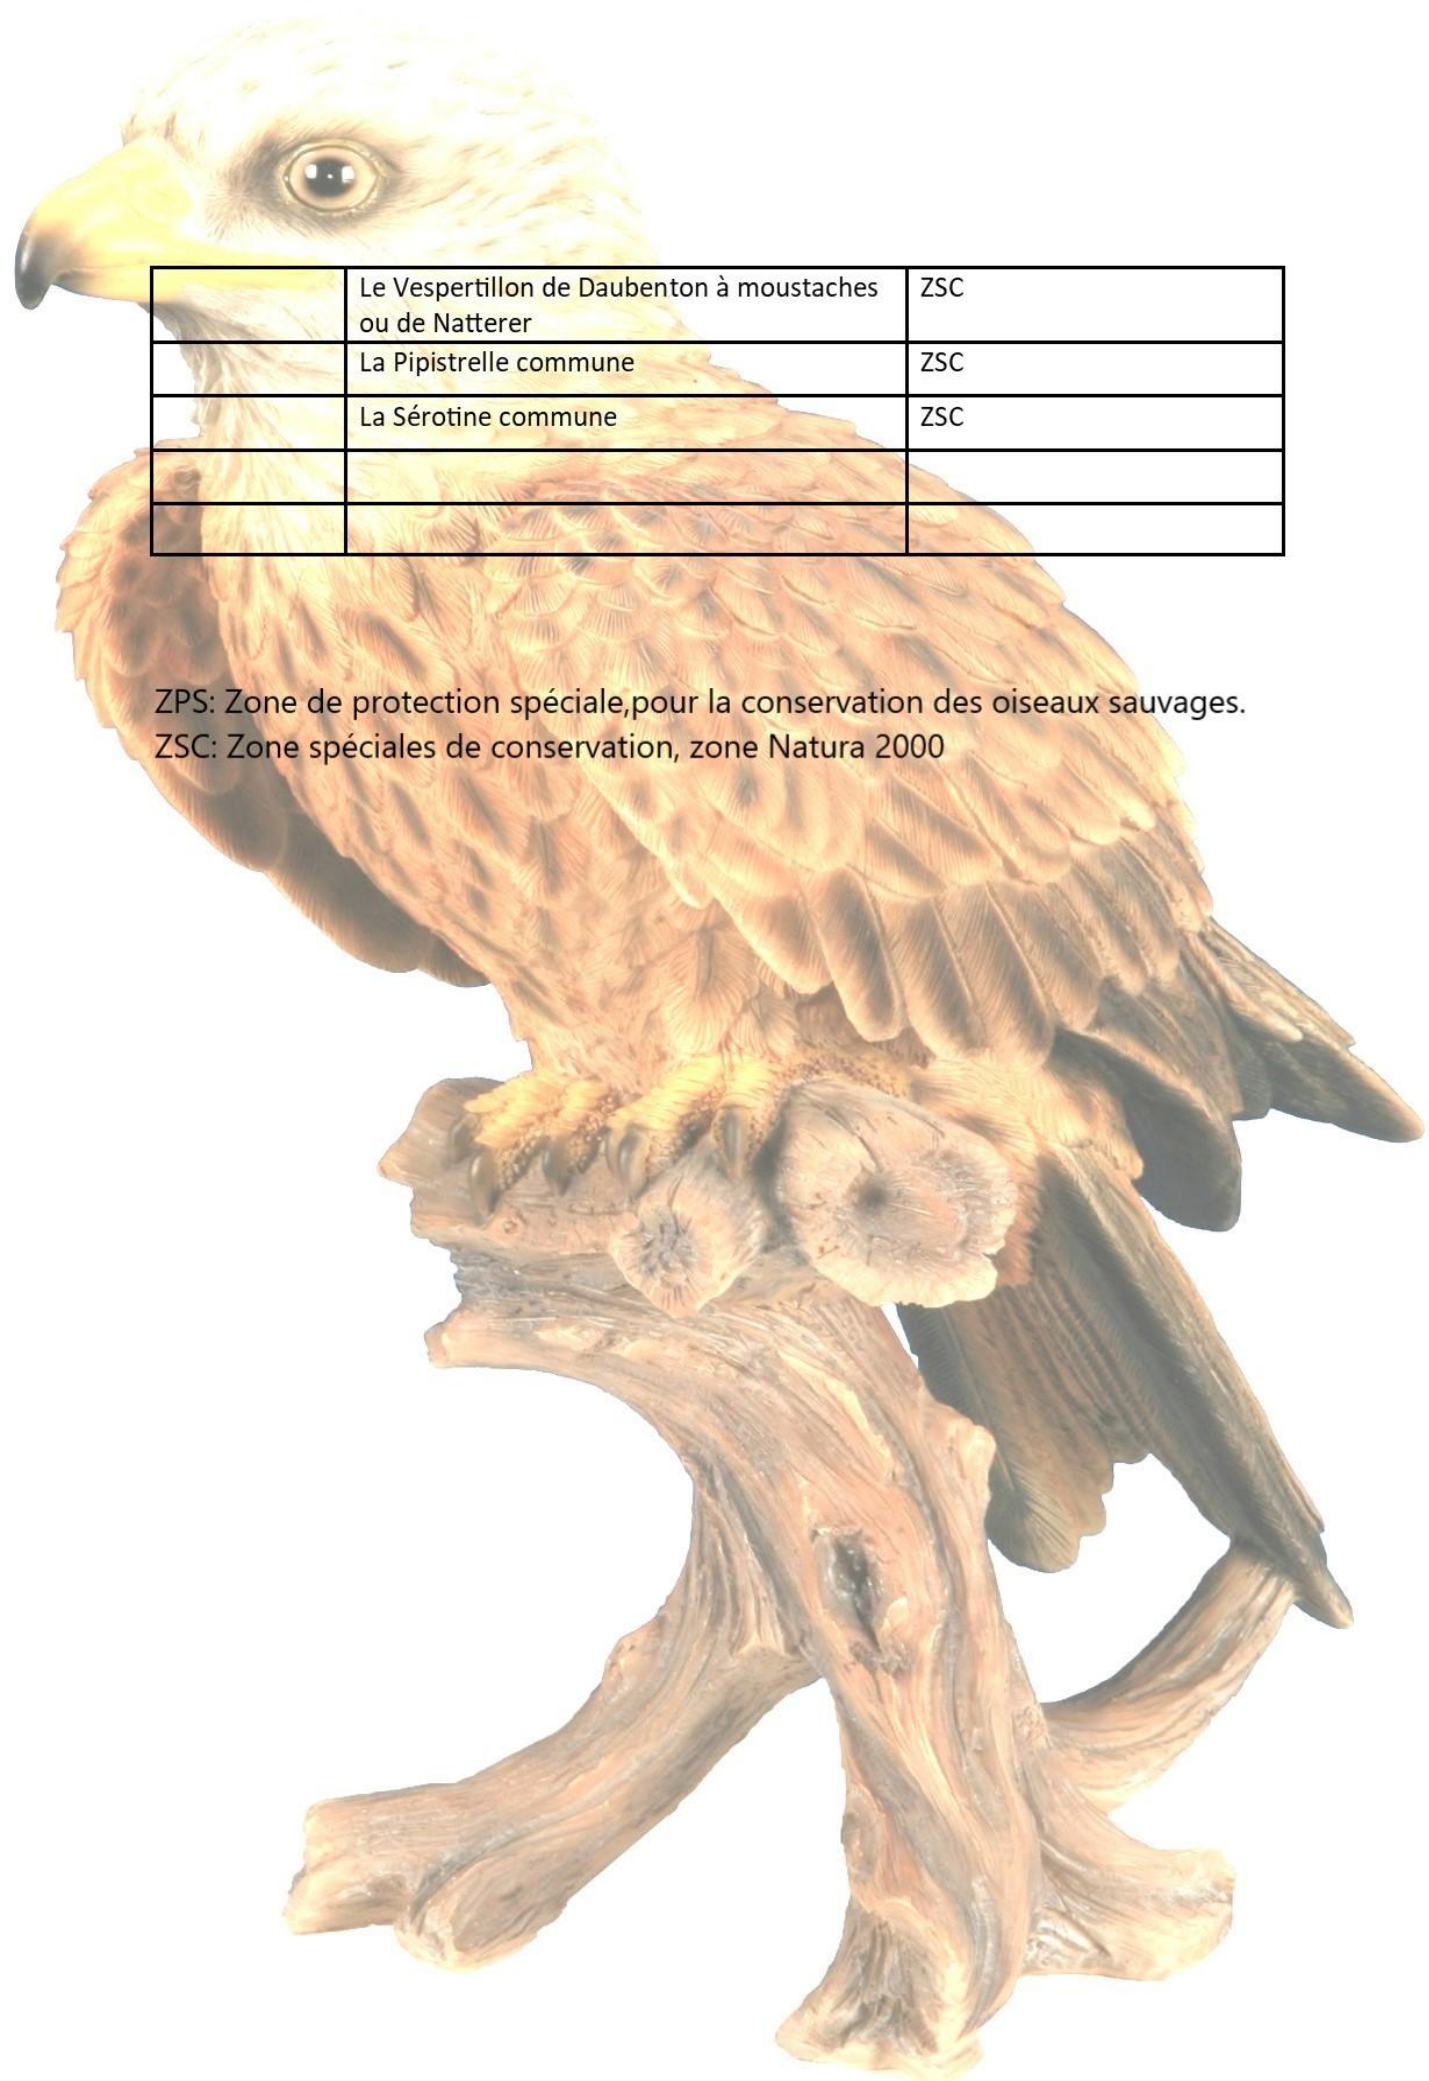 Le Vespertillon de Daubenton à moustaches ZSC
ou de Natterer
La Pipistrelle commune ZSC
La Sérotine commune ZSC
ZPS: Zone de protection spéciale,pour la conservation des oiseaux sauvages.
ZSC: Zone spéciales de conservation, zone Natura 2000